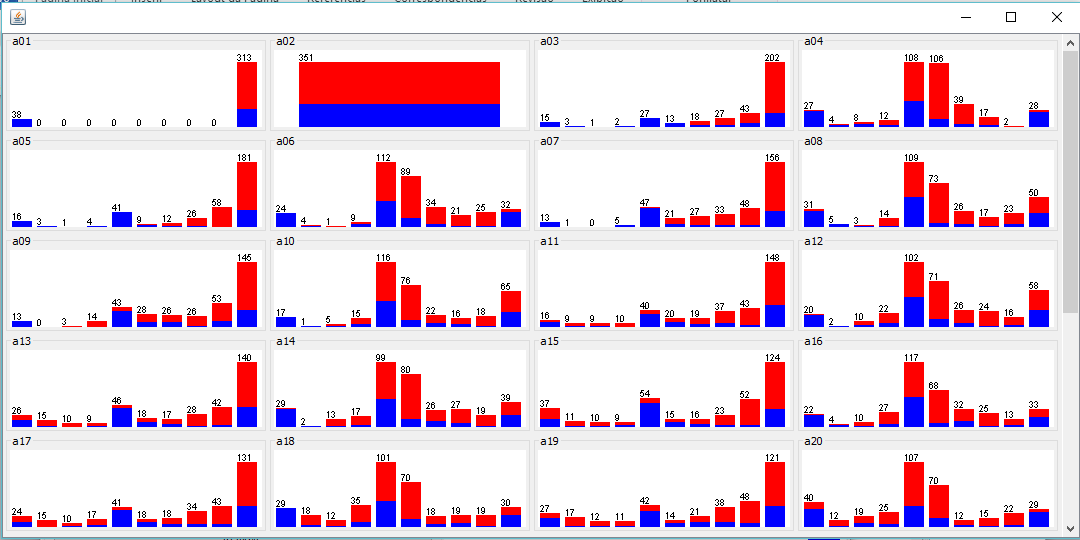 Página Inicial Inserir Layout da Página Referências Correspondências Revisão Exibição Formatar
a01 a02 a03 a04
38 0 0 0 0 0 0 0 0 313 351 15 3 1 2 27 13 18 27 43 202 27 4 8 12 108 106 39 17 2 28
a05 a06 a07 a08
16 3 1 4 41 9 12 26 58 181 24 4 1 9 112 89 34 21 25 32 13 1 0 5 47 21 27 33 48 156 31 5 3 14 109 73 26 17 23 50
a09 a10 a11 a12
13 0 3 14 43 28 26 26 53 145 17 1 5 15 116 76 22 16 18 65 16 9 9 10 40 20 19 37 43 148 20 2 10 22 102 71 26 24 16 58
a13 a14 a15 a16
26 15 10 9 46 18 17 28 42 140 29 2 13 17 99 80 26 27 19 39 37 11 10 9 54 15 16 23 52 124 22 4 10 27 117 68 32 25 13 33
a17 a18 a19 a20
24 15 10 17 41 18 18 34 43 131 29 18 12 35 101 70 18 19 19 30 27 17 12 11 42 14 21 38 48 121 40 12 19 25 107 70 12 15 22 29